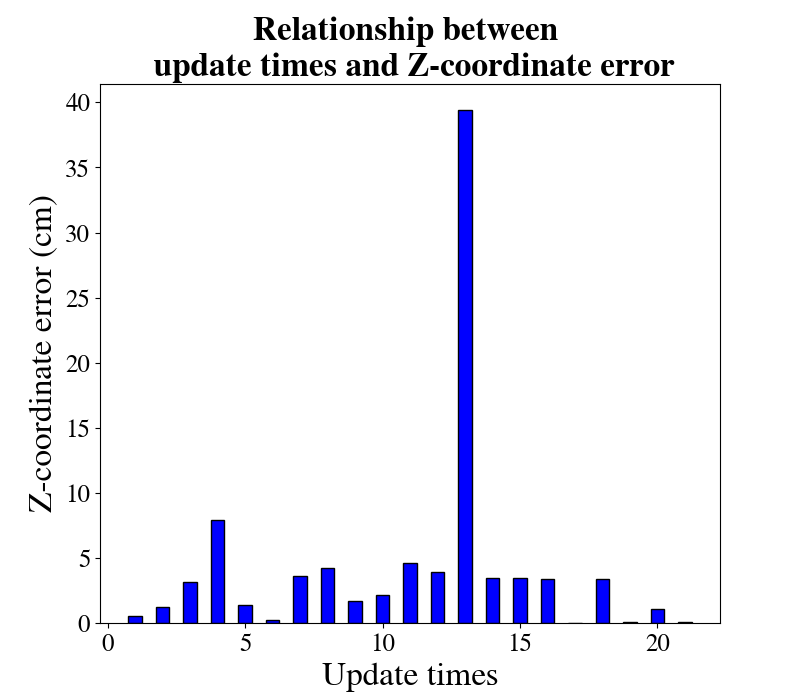 Relationship between
update times and Z-coordinate error
Z-coordinate error (cm)
40
35
30
25
20
15
10
5
0
0 5 10 15 20
Update times